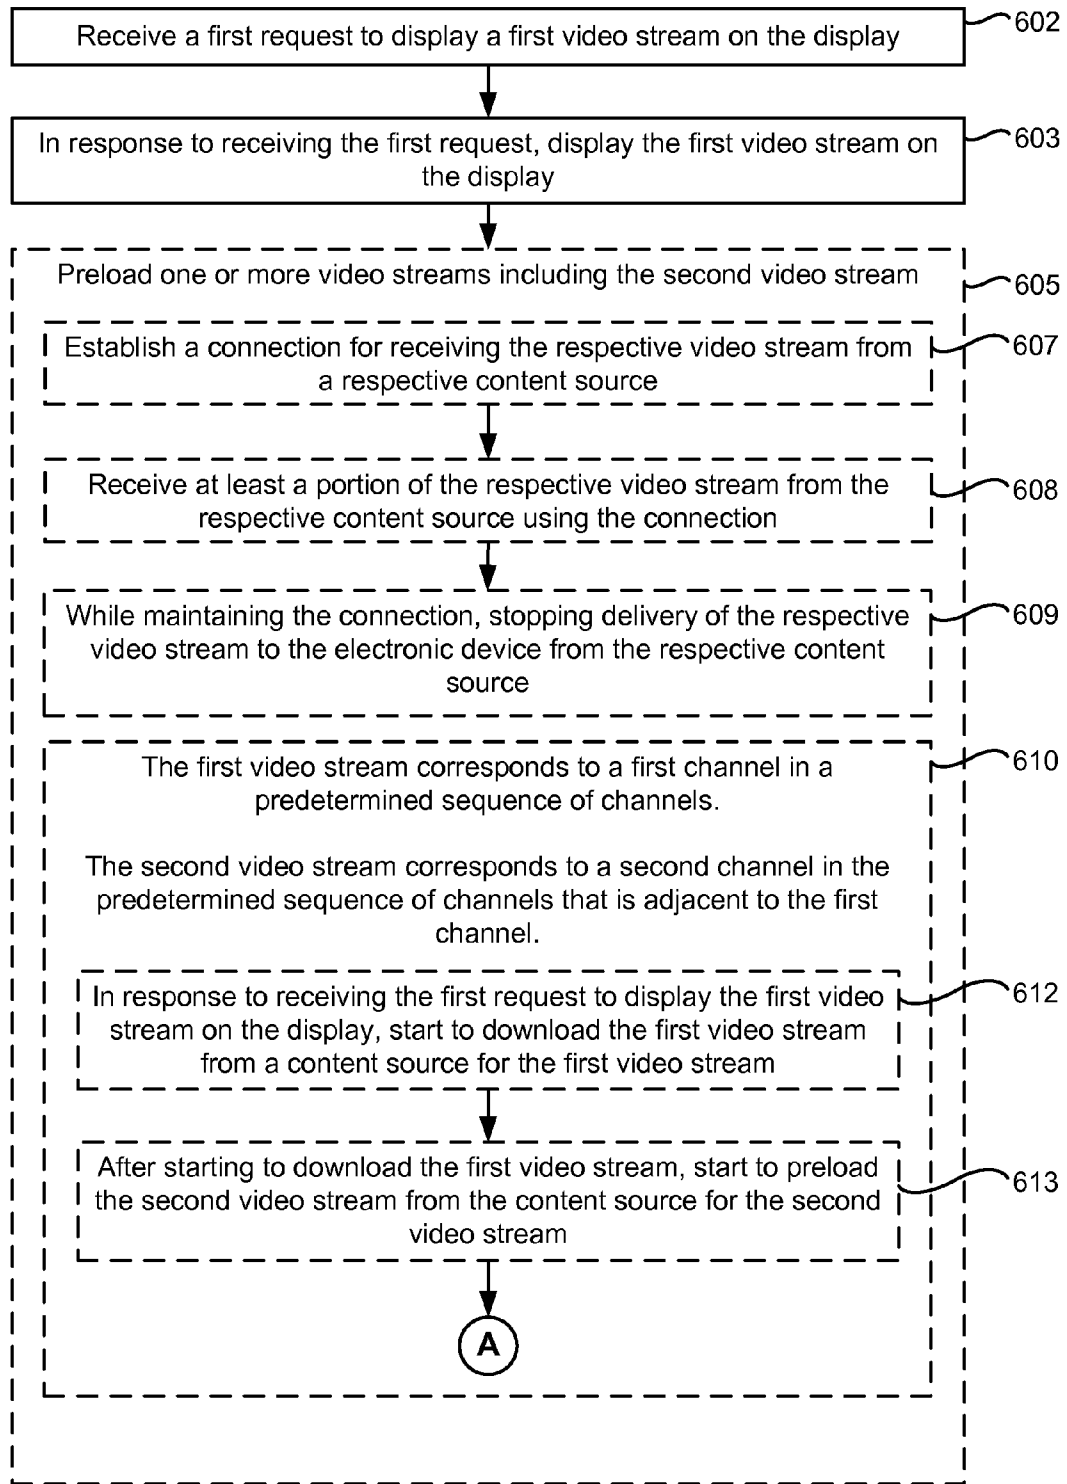 Receive a first request to display a first video stream on the display
602
In response to receiving the first request, display the first video stream on
the display
603
Preload one or more video streams including the second video stream
605
Establish a connection for receiving the respective video stream from
a respective content source
607
Receive at least a portion of the respective video stream from the
respective content source using the connection
608
While maintaining the connection, stopping delivery of the respective
video stream to the electronic device from the respective content
source
609
The first video stream corresponds to a first channel in a
predetermined sequence of channels.
610
The second video stream corresponds to a second channel in the
predetermined sequence of channels that is adjacent to the first
channel.
In response to receiving the first request to display the first video
stream on the display, start to download the first video stream
from a content source for the first video stream
612
After starting to download the first video stream, start to preload
the second video stream from the content source for the second
video stream
613
A